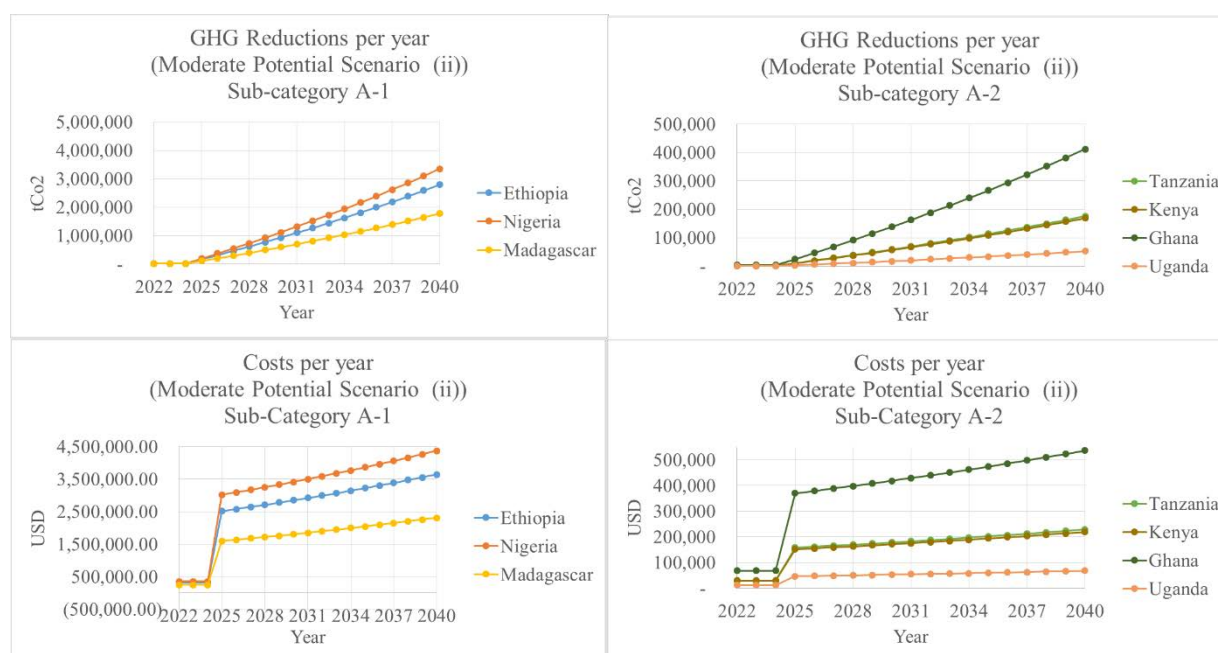 GHG Reductions per year
(Moderate Potential Scenario (ii))
Sub-category A-1
5,000,000
4,000,000
3,000,000
2,000,000
1,000,000
-
tCo2
2022 2025 2028 2031 2034 2037 2040
Year
Ethiopia
Nigeria
Madagascar
GHG Reductions per year
(Moderate Potential Scenario (ii))
Sub-category A-2
500,000
400,000
300,000
200,000
100,000
-
tCo2
2022 2025 2028 2031 2034 2037 2040
Year
Tanzania
Kenya
Ghana
Uganda
Costs per year
(Moderate Potential Scenario (ii))
Sub-Category A-1
4,500,000.00
3,500,000.00
2,500,000.00
1,500,000.00
500,000.00
(500,000.00)
USD
2022 2025 2028 2031 2034 2037 2040
Year
Ethiopia
Nigeria
Madagascar
Costs per year
(Moderate Potential Scenario (ii))
Sub-Category A-2
500,000
400,000
300,000
200,000
100,000
-
USD
2022 2025 2028 2031 2034 2037 2040
Year
Tanzania
Kenya
Ghana
Uganda